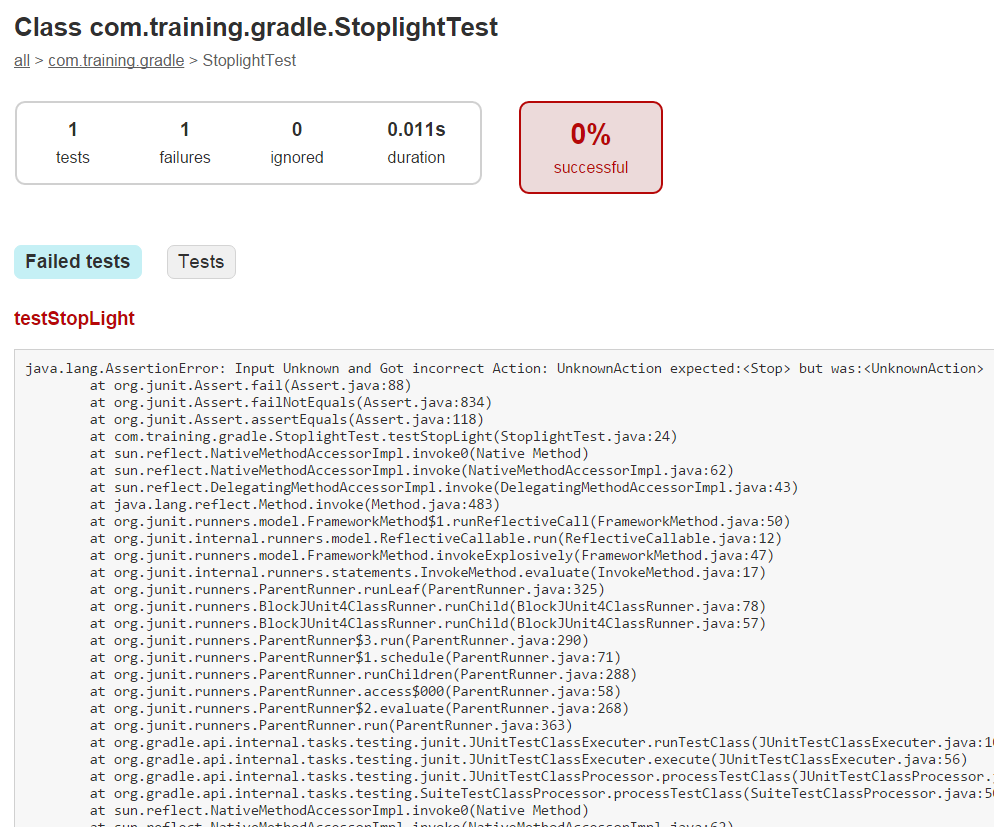 Class com.training.gradle.StoplightTest
all > com.training.gradle > StoplightTest
1 1 0 0.011s
tests failures ignored duration
0%
successful
Failed tests Tests
testStopLight
java.lang.AssertionError: Input Unknown and Got incorrect Action: UnknownAction expected:<Stop> but was:<UnknownAction>
at org.junit.Assert.fail(Assert.java:88)
at org.junit.Assert.failNotEquals(Assert.java:834)
at org.junit.Assert.assertEquals(Assert.java:118)
at com.training.gradle.StoplightTest.testStopLight(StoplightTest.java:24)
at sun.reflect.NativeMethodAccessorImpl.invoke0(Native Method)
at sun.reflect.NativeMethodAccessorImpl.invoke(NativeMethodAccessorImpl.java:62)
at sun.reflect.DelegatingMethodAccessorImpl.invoke(DelegatingMethodAccessorImpl.java:43)
at java.lang.reflect.Method.invoke(Method.java:483)
at org.junit.runners.model.FrameworkMethod$1.runReflectiveCall(FrameworkMethod.java:50)
at org.junit.internal.runners.model.ReflectiveCallable.run(ReflectiveCallable.java:12)
at org.junit.runners.model.FrameworkMethod.invokeExplosively(FrameworkMethod.java:47)
at org.junit.internal.runners.statements.InvokeMethod.evaluate(InvokeMethod.java:17)
at org.junit.runners.ParentRunner.runLeaf(ParentRunner.java:325)
at org.junit.runners.BlockJUnit4ClassRunner.runChild(BlockJUnit4ClassRunner.java:78)
at org.junit.runners.BlockJUnit4ClassRunner.runChild(BlockJUnit4ClassRunner.java:57)
at org.junit.runners.ParentRunner$3.run(ParentRunner.java:290)
at org.junit.runners.ParentRunner$1.schedule(ParentRunner.java:71)
at org.junit.runners.ParentRunner.runChildren(ParentRunner.java:288)
at org.junit.runners.ParentRunner.access$000(ParentRunner.java:58)
at org.junit.runners.ParentRunner$2.evaluate(ParentRunner.java:268)
at org.junit.runners.ParentRunner.run(ParentRunner.java:363)
at org.gradle.api.internal.tasks.testing.junit.JUnitTestClassExecuter.runTestClass(JUnitTestClassExecuter.java:1
at org.gradle.api.internal.tasks.testing.junit.JUnitTestClassExecuter.execute(JUnitTestClassExecuter.java:56)
at org.gradle.api.internal.tasks.testing.junit.JUnitTestClassProcessor.processTestClass(JUnitTestClassProcessor.
at org.gradle.api.internal.tasks.testing.SuiteTestClassProcessor.processTestClass(SuiteTestClassProcessor.java:5
at sun.reflect.NativeMethodAccessorImpl.invoke0(Native Method)
at sun.reflect.NativeMethodAccessorImpl.invoke(NativeMethodAccessorImpl.java:62)